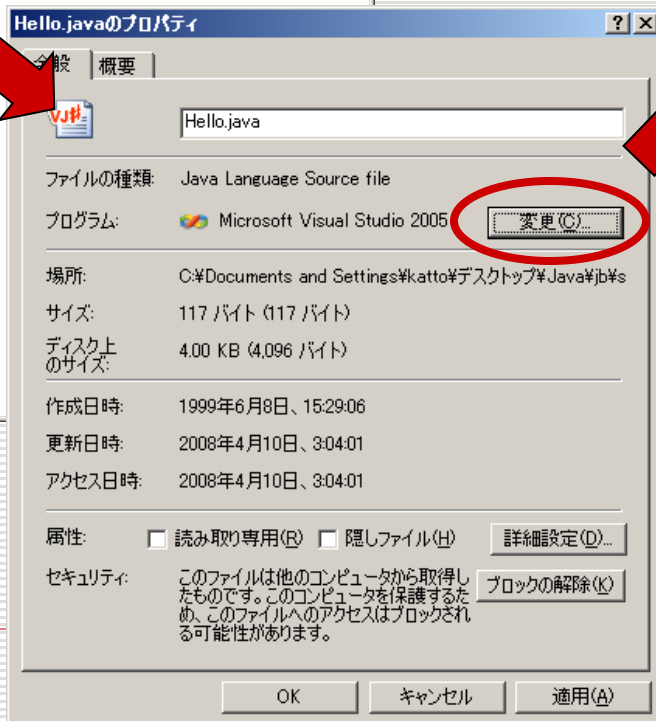 Hello.javaのプロパティ
全般 概要
VJ#
Hello.java
ファイルの種類: Java Language Source file
プログラム: Microsoft Visual Studio 2005 変更(C)...
場所: C:¥Documents and Settings¥katto¥デスクトップ¥Java¥jb¥s
サイズ: 117 バイト (117 バイト)
ディスク上
のサイズ: 4.00 KB (4,096 バイト)
作成日時: 1999年6月8日、15:29:06
更新日時: 2008年4月10日、3:04:01
アクセス日時: 2008年4月10日、3:04:01
属性: 読み取り専用(R) 隠しファイル(H) 詳細設定(D)...
セキュリティ: このファイルは他のコンピュータから取得し
たものです。このコンピュータを保護するた
め、このファイルへのアクセスはブロックされ
る可能性があります。
ブロックの解除(K)
OK キャンセル 適用(A)